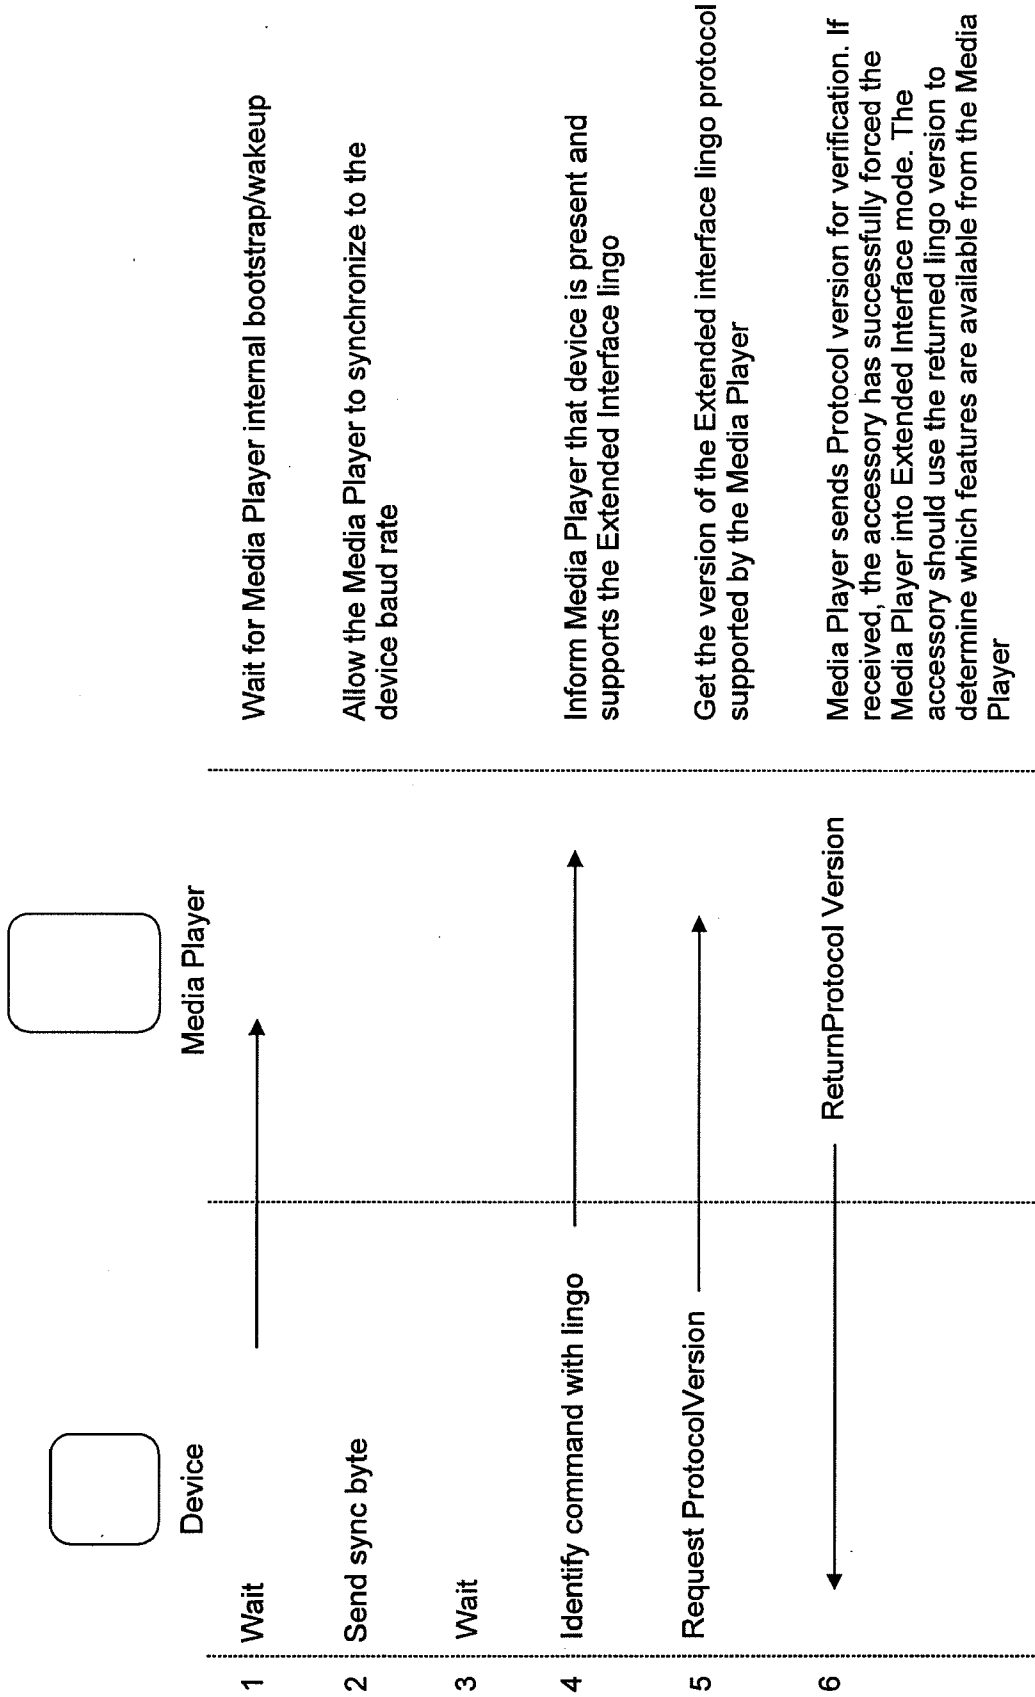 Device
Media Player
1
Wait
Wait for Media Player internal bootstrap/wakeup
2
Send sync byte
Allow the Media Player to synchronize to the
device baud rate
3
Wait
4
Identify command with lingo
Inform Media Player that device is present and
supports the Extended Interface lingo
5
Request ProtocolVersion
Get the version of the Extended interface lingo protocol
supported by the Media Player
6
ReturnProtocol Version
Media Player sends Protocol version for verification. If
received, the accessory has successfully forced the
Media Player into Extended Interface mode. The
accessory should use the returned lingo version to
determine which features are available from the Media
Player